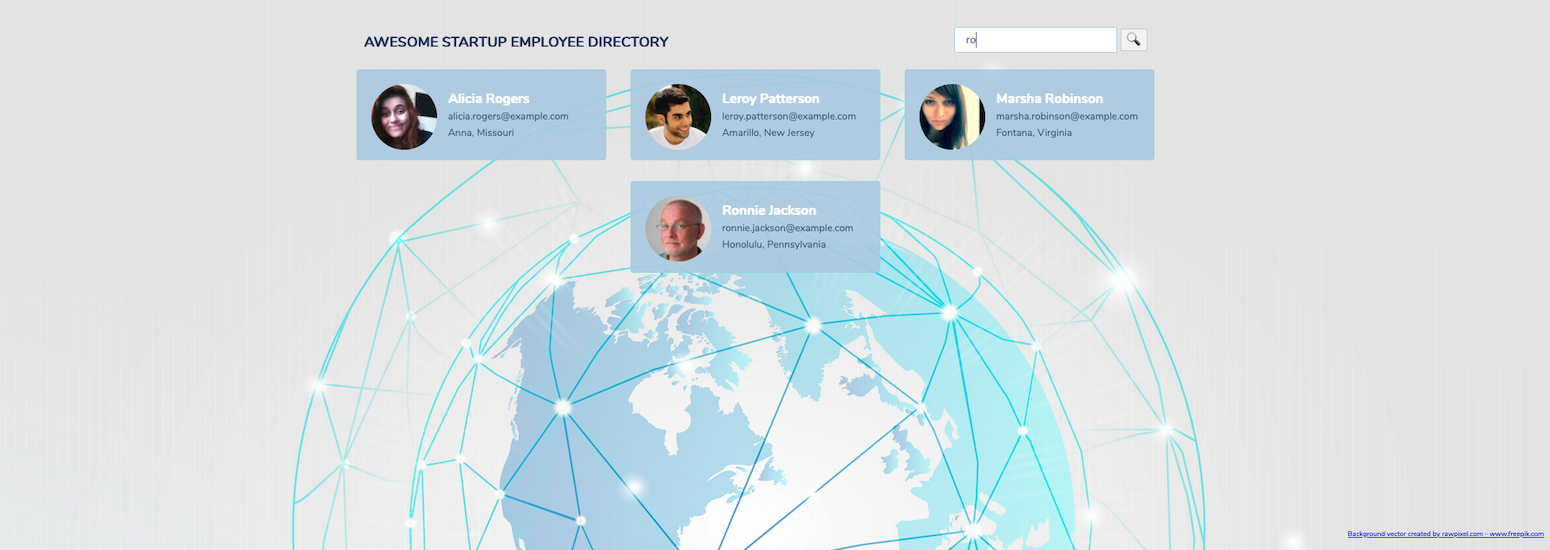 AWESOME STARTUP EMPLOYEE DIRECTORY
ro
Alicia Rogers
alicia.rogers@example.com
Anna, Missouri
Leroy Patterson
leroy.patterson@example.com
Amarillo, New Jersey
Marsha Robinson
marsha.robinson@example.com
Fontana, Virginia
Ronnie Jackson
ronnie.jackson@example.com
Honolulu, Pennsylvania
Background vector created by rawpixel.com - www.freepik.com